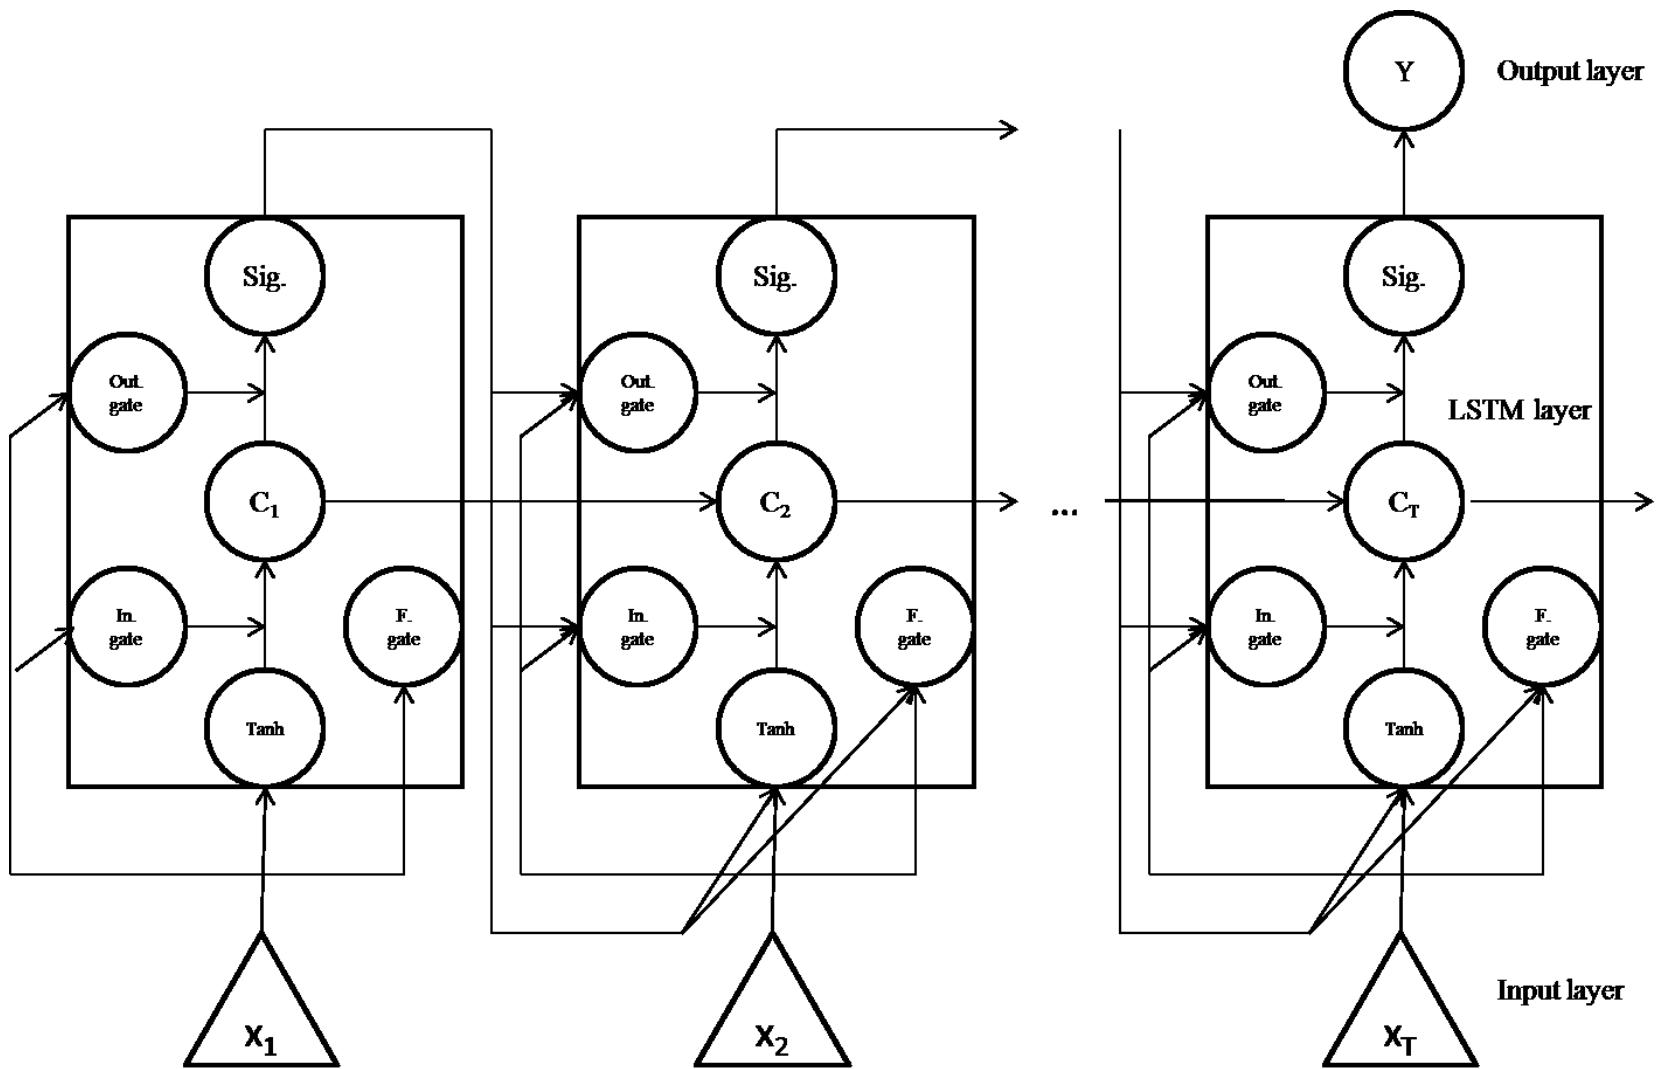 Y
Output layer
Sig.
Sig.
Sig.
Out-
gate
Out-
gate
Out-
gate
LSTM layer
C1
C2
...
CT
In-
gate
F-
gate
In-
gate
F-
gate
In-
gate
F-
gate
Tanh
Tanh
Tanh
Input layer
X1
X2
XT